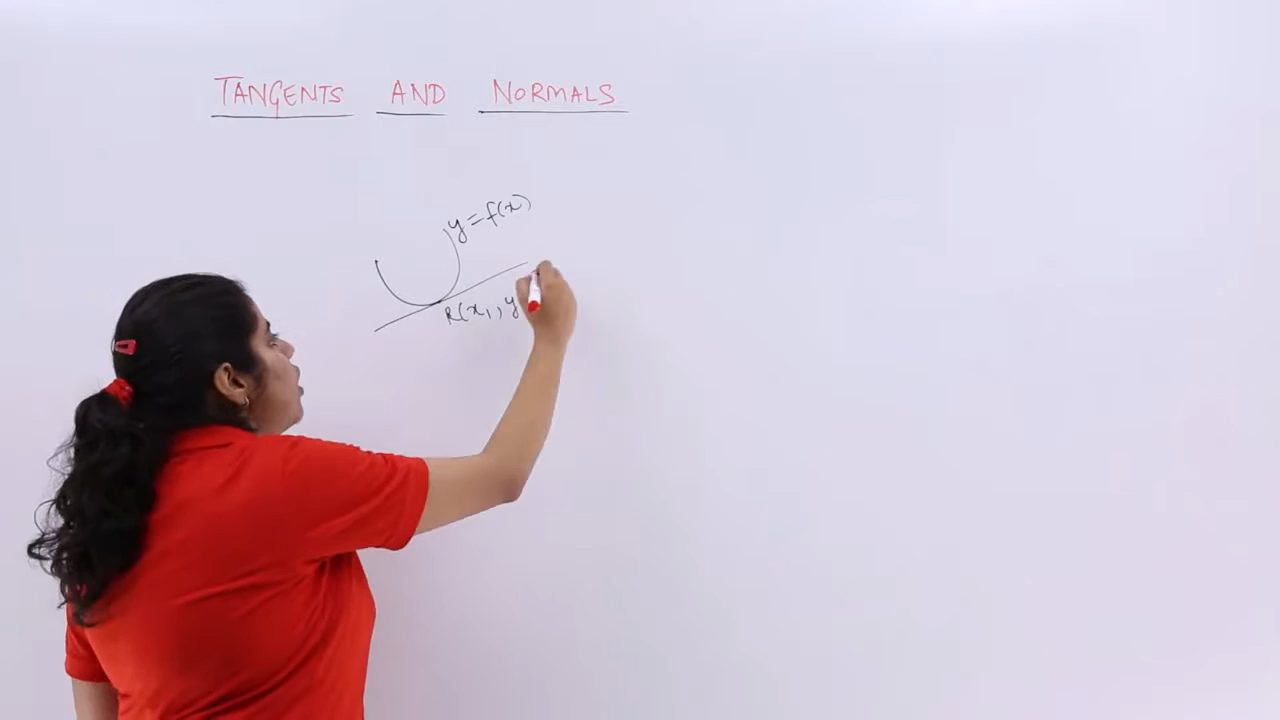 TANGENTS AND NORMALS
y=f(x)
R(x₁, y